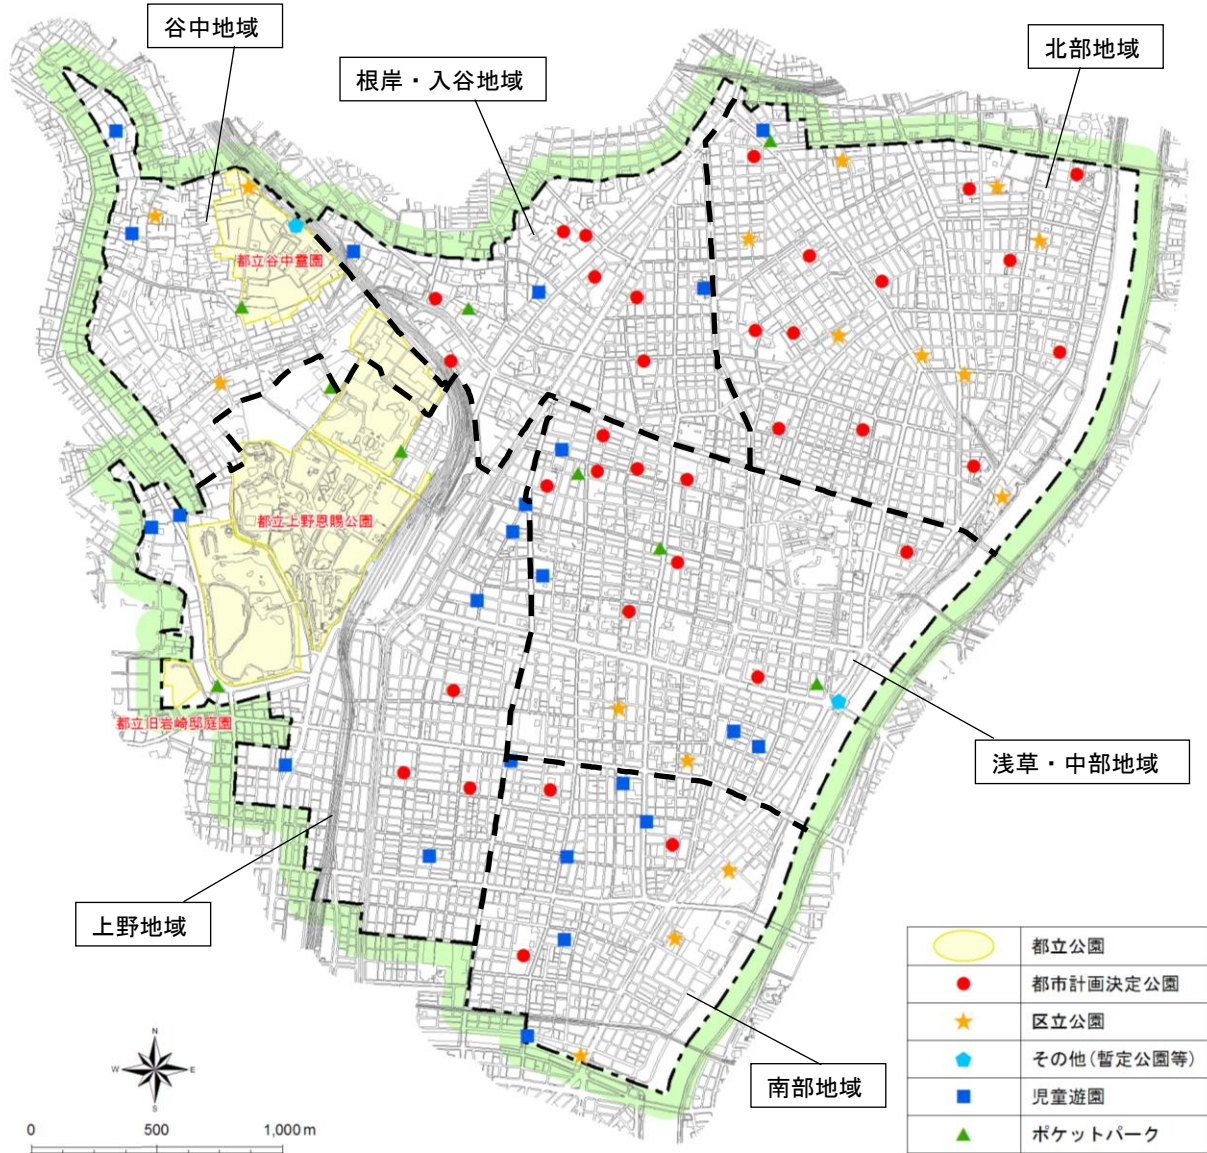 谷中地域
根岸・入谷地域
北部地域
都立谷中霊園
都立上野恩賜公園
都立旧岩崎邸庭園
浅草・中部地域
上野地域
南部地域
都立公園
都市計画決定公園
区立公園
その他(暫定公園等)
児童遊園
ポケットパーク
N
W E
S
0 500 1,000m